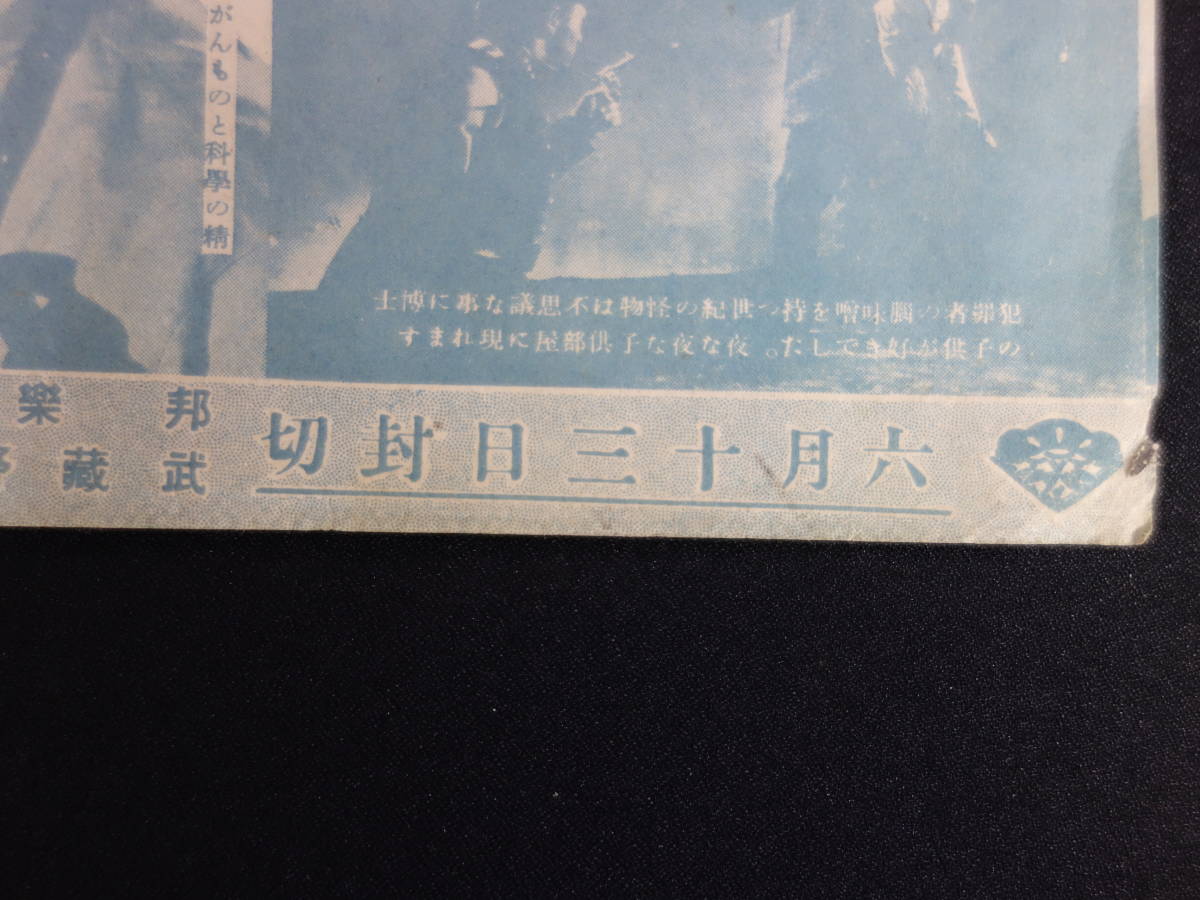 がんものと科學の精
犯罪者の腦味噌を持つ世紀の怪物は不思議な事に博士
の子供が好きでした。夜な夜な子供部屋に現れます
六月十三日封切
邦樂
武藏